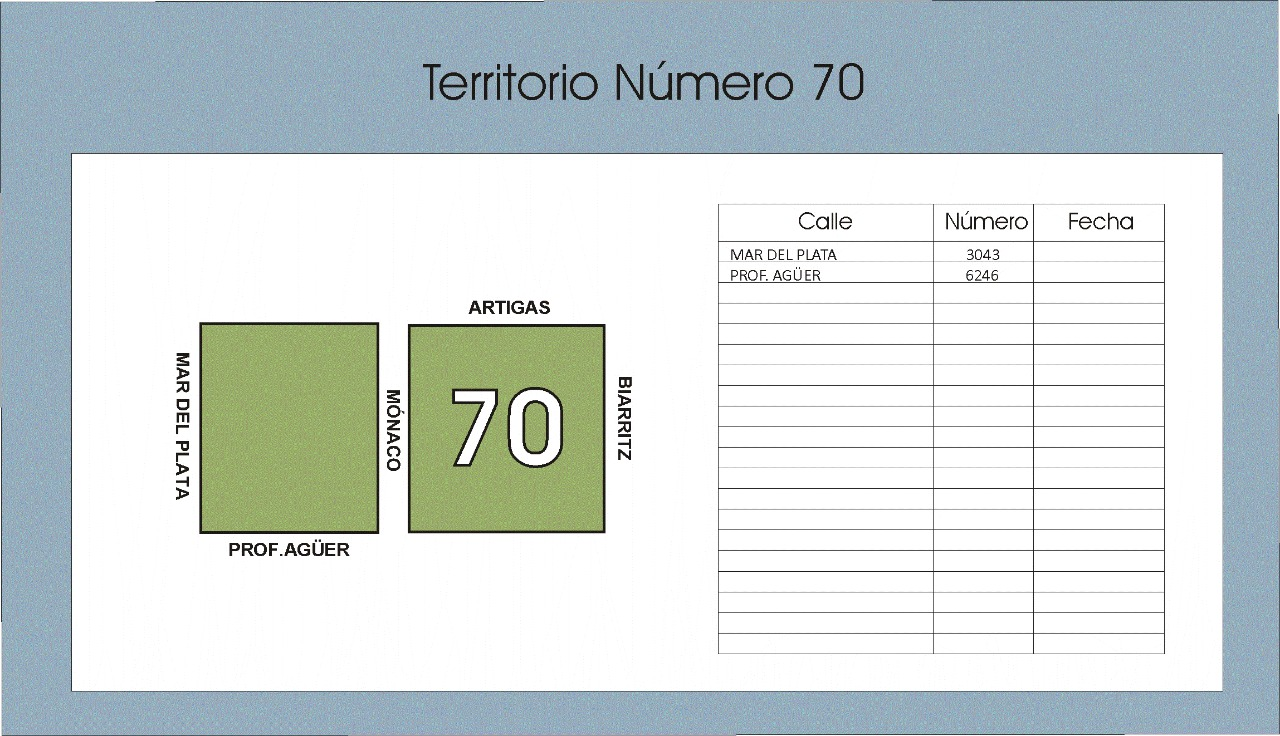 Territorio Número 70
ARTIGAS
MAR DEL PLATA
MÓNACO
70
BIARRITZ
PROF.AGÜER
Calle Número Fecha
MAR DEL PLATA 3043
PROF. AGÜER 6246